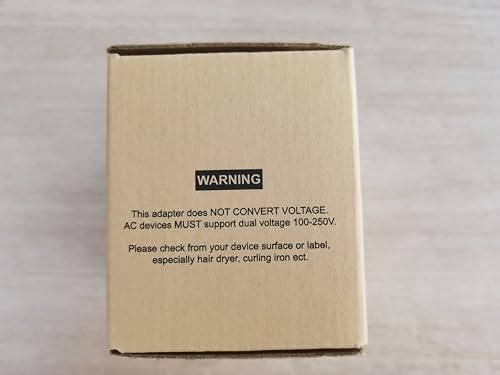 WARNING
This adapter does NOT CONVERT VOLTAGE.
AC devices MUST support dual voltage 100-250V.
Please check from your device surface or label,
especially hair dryer, curling iron ect.